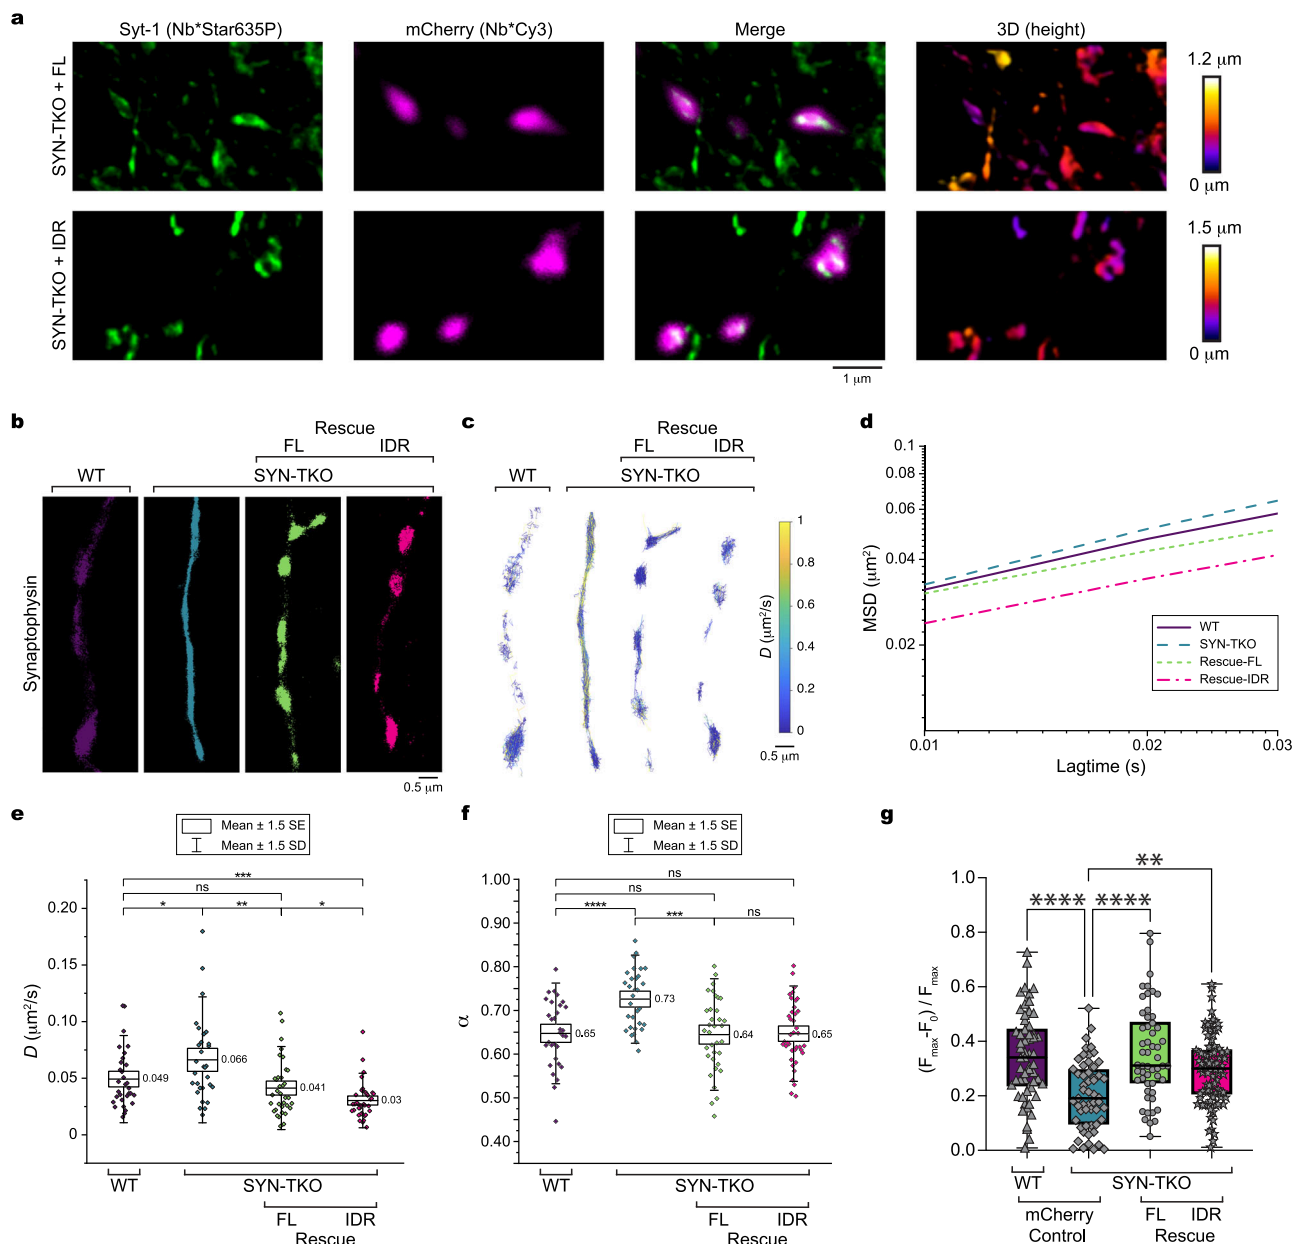 a
Syt-1 (Nb*Star635P)
mCherry (Nb*Cy3)
Merge
3D (height)
SYN-TKO + FL
1.2 μm
0 μm
SYN-TKO + IDR
1.5 μm
0 μm
1 μm
b
Rescue
FL
IDR
WT
SYN-TKO
Synaptophysin
0.5 μm
c
Rescue
FL
IDR
WT
SYN-TKO
1
0.8
0.6
0.4
0.2
0
D (μm²/s)
0.5 μm
d
0.1
0.08
0.06
0.04
0.02
MSD (μm²)
WT
SYN-TKO
Rescue-FL
Rescue-IDR
0.01
0.02
0.03
Lagtime (s)
e
Mean ± 1.5 SE
Mean ± 1.5 SD
***
ns
*
**
*
0.20
0.15
0.10
0.05
0
D (μm²/s)
0.049
0.066
0.041
0.03
WT
SYN-TKO
FL
IDR
Rescue
f
Mean ± 1.5 SE
Mean ± 1.5 SD
ns
ns
****
***
ns
1.00
0.90
0.80
0.70
0.60
0.50
0.40
α
0.65
0.73
0.64
0.65
WT
SYN-TKO
FL
IDR
Rescue
g
**
****
****
1.0
0.8
0.6
0.4
0.2
0.0
(Fmax-F0) / Fmax
WT
SYN-TKO
mCherry
Control
FL
IDR
Rescue